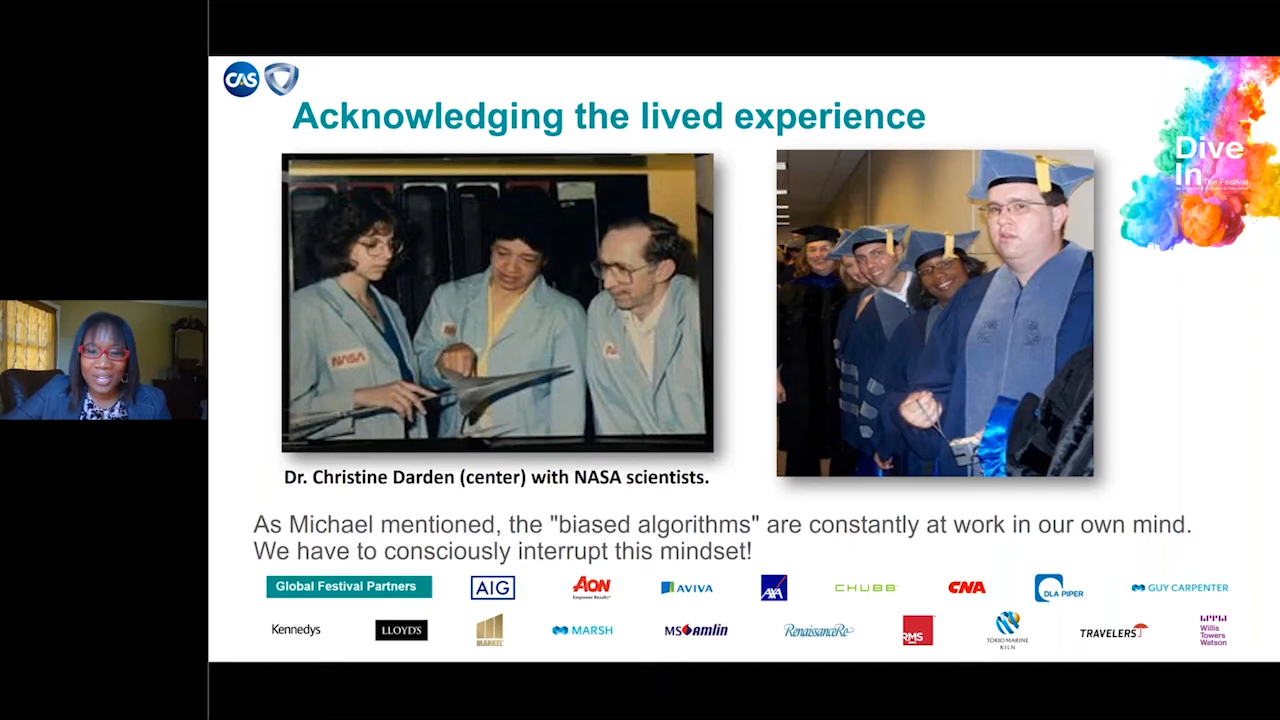 CAS
Acknowledging the lived experience
Dive
In The Festival
NASA
Dr. Christine Darden (center) with NASA scientists.
As Michael mentioned, the "biased algorithms" are constantly at work in our own mind.
We have to consciously interrupt this mindset!
Global Festival Partners
AIG
AON
Empower Results®
AVIVA
AXA
CHUBB
CNA
DLA PIPER
GUY CARPENTER
Kennedys
LLOYD'S
MARKEL
MARSH
MS Amlin
RenaissanceRe
RMS
TOKIO MARINE
KILN
TRAVELERS
Willis
Towers
Watson